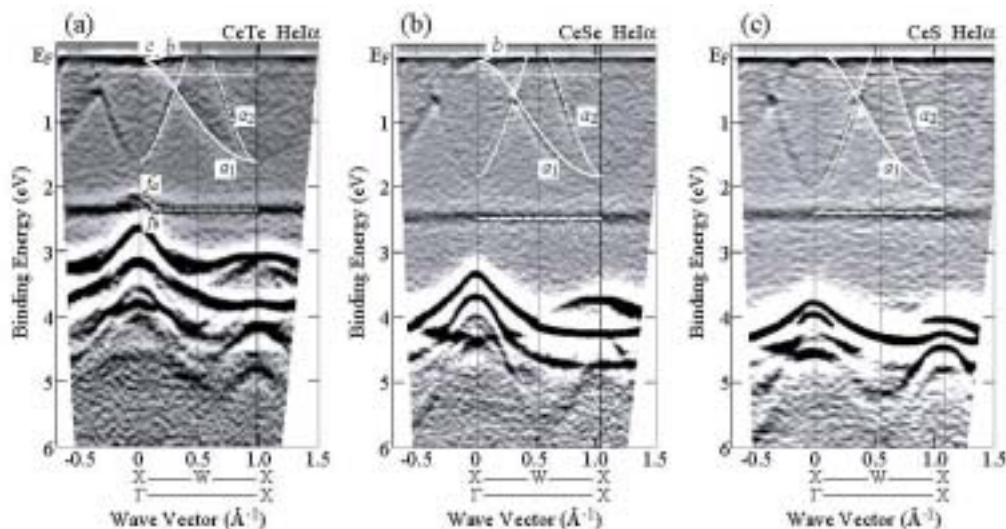 (a) CeTe HeIα
(b) CeSe HeIα
(c) CeS HeIα
Binding Energy (eV)
E_F
1
2
3
4
5
6
c b
a2
a1
fa
fb
-0.5 0 0.5 1.0 1.5
X W X
Γ X
Wave Vector (Å⁻¹)
Binding Energy (eV)
E_F
1
2
3
4
5
6
b
a2
a1
-0.5 0 0.5 1.0 1.5
X W X
Γ X
Wave Vector (Å⁻¹)
Binding Energy (eV)
E_F
1
2
3
4
5
6
a2
a1
-0.5 0 0.5 1.0 1.5
X W X
Γ X
Wave Vector (Å⁻¹)